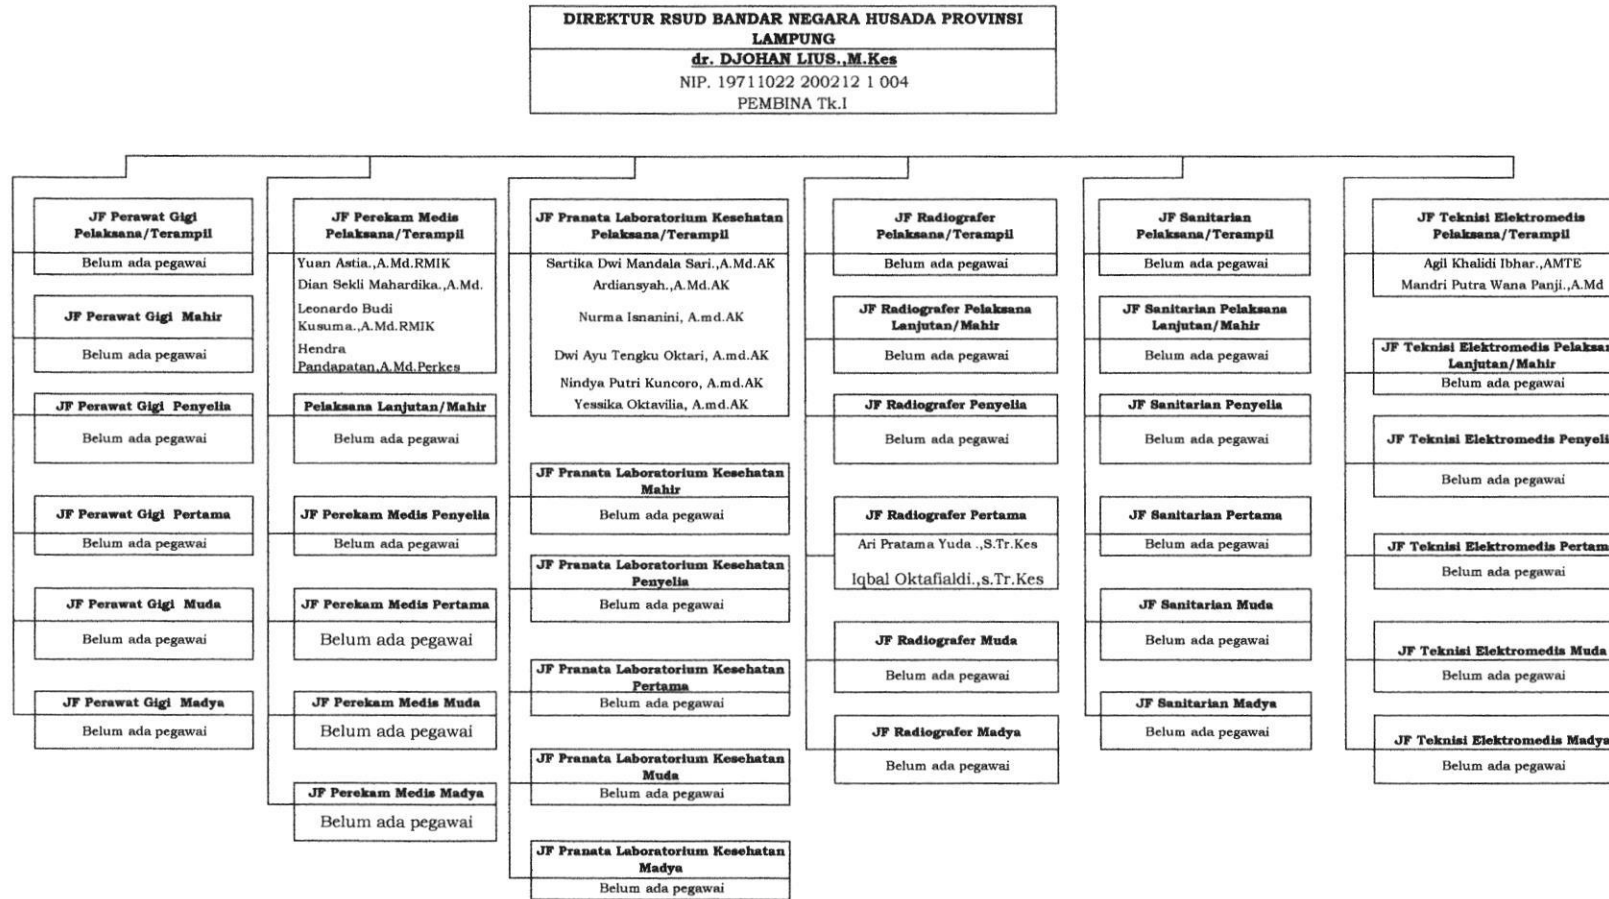 DIREKTUR RSUD BANDAR NEGARA HUSADA PROVINSI
LAMPUNG
dr. DJOHAN LIUS.,M.Kes
NIP. 19711022 200212 1 004
PEMBINA Tk.I
JF Perawat Gigi
Pelaksana/Terampil
Belum ada pegawai
JF Perawat Gigi Mahir
Belum ada pegawai
JF Perawat Gigi Penyelia
Belum ada pegawai
JF Perawat Gigi Pertama
Belum ada pegawai
JF Perawat Gigi Muda
Belum ada pegawai
JF Perawat Gigi Madya
Belum ada pegawai
JF Perekam Medis
Pelaksana/Terampil
Yuan Astia.,A.Md.RMIK
Dian Sekli Mahardika.,A.Md.
Leonardo Budi
Kusuma.,A.Md.RMIK
Hendra
Pandapatan,A.Md.Perkes
Pelaksana Lanjutan/Mahir
Belum ada pegawai
JF Perekam Medis Penyelia
Belum ada pegawai
JF Perekam Medis Pertama
Belum ada pegawai
JF Perekam Medis Muda
Belum ada pegawai
JF Perekam Medis Madya
Belum ada pegawai
JF Pranata Laboratorium Kesehatan
Pelaksana/Terampil
Sartika Dwi Mandala Sari.,A.Md.AK
Ardiansyah.,A.Md.AK
Nurma Isnanini, A.md.AK
Dwi Ayu Tengku Oktari, A.md.AK
Nindya Putri Kuncoro, A.md.AK
Yessika Oktavilia, A.md.AK
JF Pranata Laboratorium Kesehatan
Mahir
Belum ada pegawai
JF Pranata Laboratorium Kesehatan
Penyelia
Belum ada pegawai
JF Pranata Laboratorium Kesehatan
Pertama
Belum ada pegawai
JF Pranata Laboratorium Kesehatan
Muda
Belum ada pegawai
JF Pranata Laboratorium Kesehatan
Madya
Belum ada pegawai
JF Radiografer
Pelaksana/Terampil
Belum ada pegawai
JF Radiografer Pelaksana
Lanjutan/Mahir
Belum ada pegawai
JF Radiografer Penyelia
Belum ada pegawai
JF Radiografer Pertama
Ari Pratama Yuda .,S.Tr.Kes
Iqbal Oktafialdi.,s.Tr.Kes
JF Radiografer Muda
Belum ada pegawai
JF Radiografer Madya
Belum ada pegawai
JF Sanitarian
Pelaksana/Terampil
Belum ada pegawai
JF Sanitarian Pelaksana
Lanjutan/Mahir
Belum ada pegawai
JF Sanitarian Penyelia
Belum ada pegawai
JF Sanitarian Pertama
Belum ada pegawai
JF Sanitarian Muda
Belum ada pegawai
JF Sanitarian Madya
Belum ada pegawai
JF Teknisi Elektromedis
Pelaksana/Terampil
Agil Khalidi Ibhar.,AMTE
Mandri Putra Wana Panji.,A.Md
JF Teknisi Elektromedis Pelaksan
Lanjutan/Mahir
Belum ada pegawai
JF Teknisi Elektromedis Penyeli
Belum ada pegawai
JF Teknisi Elektromedis Pertam
Belum ada pegawai
JF Teknisi Elektromedis Muda
Belum ada pegawai
JF Teknisi Elektromedis Madya
Belum ada pegawai